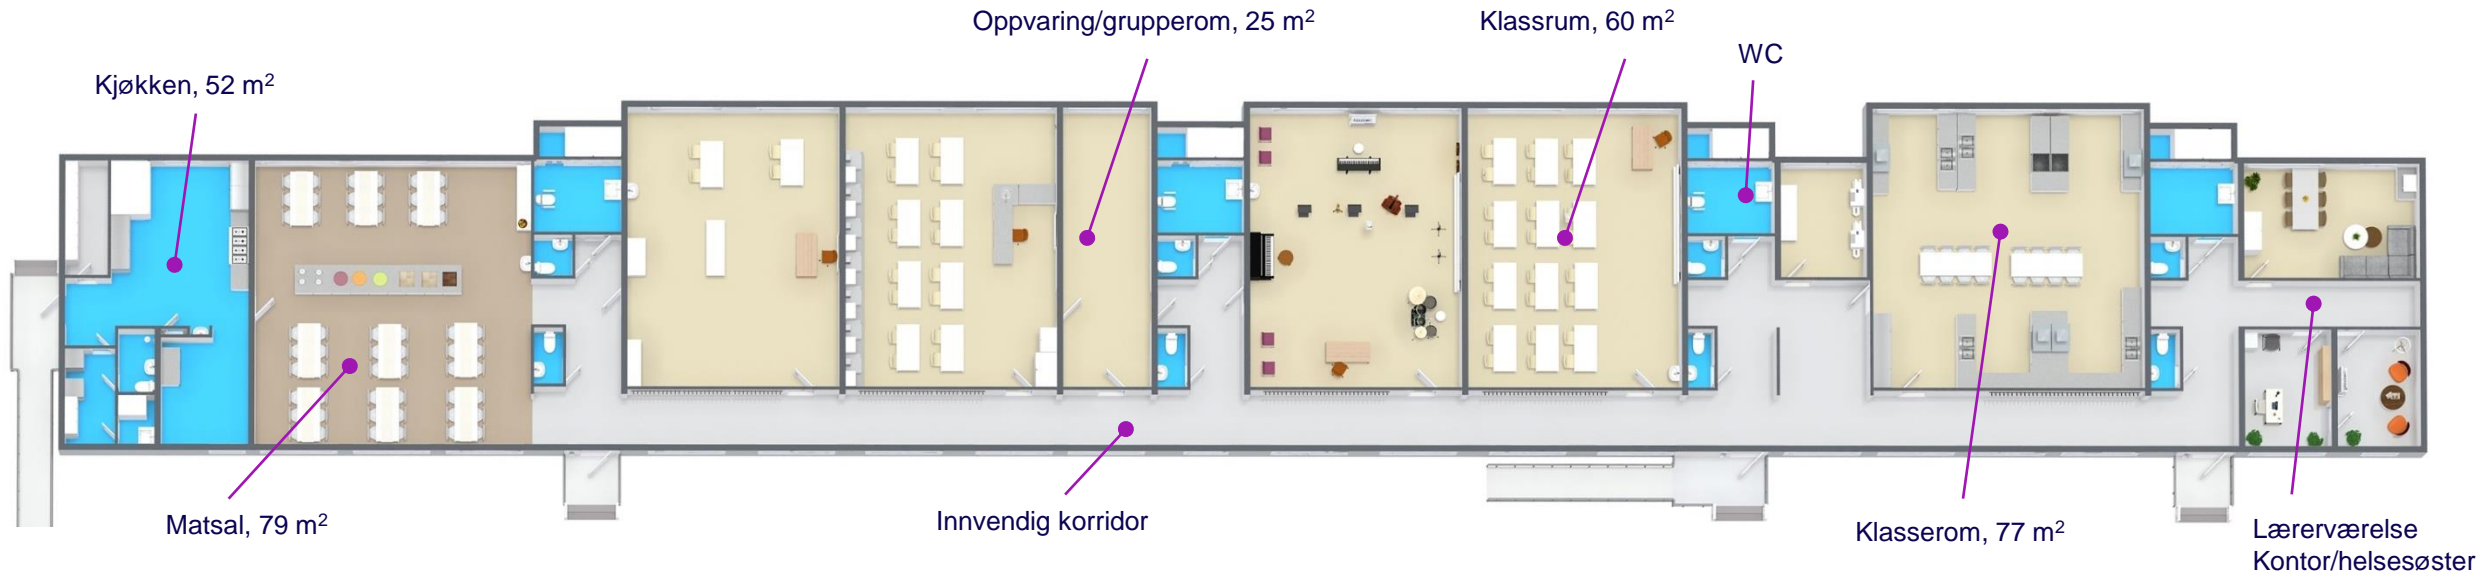 Oppvaring/grupperom, 25 m²
Klassrum, 60 m²
WC
Kjøkken, 52 m²
Matsal, 79 m²
Innvendig korridor
Klasserom, 77 m²
Lærerværelse
Kontor/helsesøster